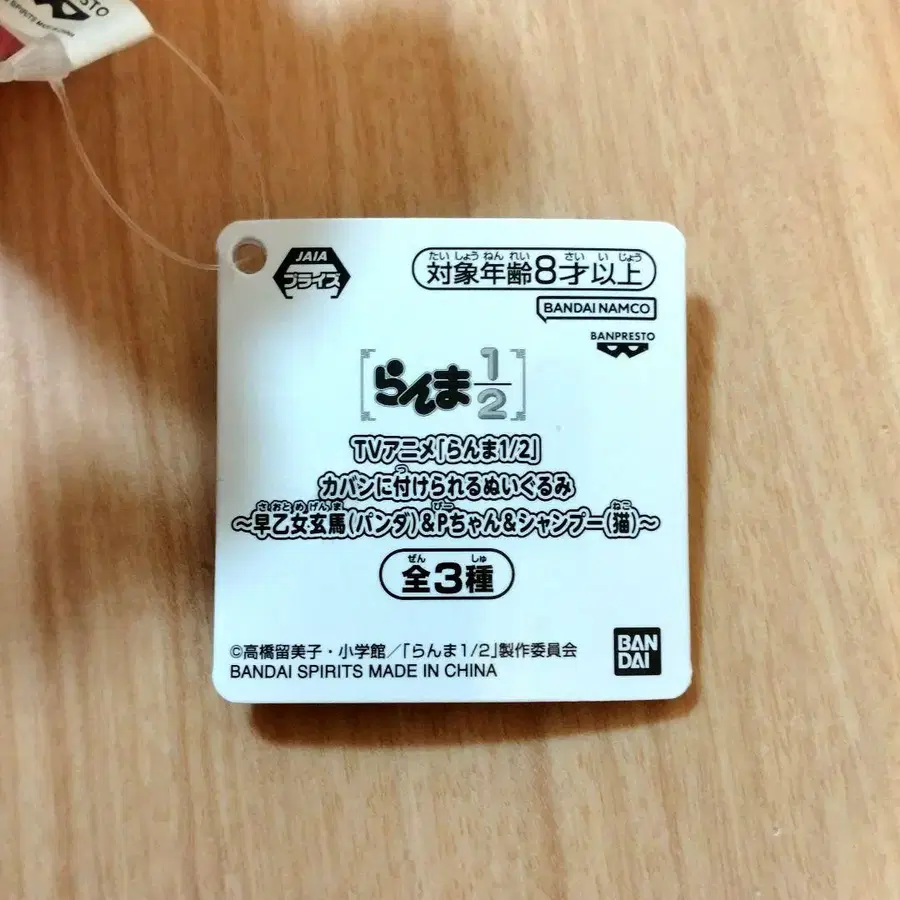 PRESTO
SPIRITS MADE IN CHINA
JAIA
プライズ
たいしょうねんれい さい いじょう
対象年齢8才以上
BANDAI NAMCO
BANPRESTO
らんま1/2
TVアニメ「らんま1/2」
つ
カバンに付けられるぬいぐるみ
さおとめげんま ぴー ねこ
～早乙女玄馬(パンダ)&Pちゃん&シャンプー(猫)～
ぜん しゅ
全3種
©高橋留美子・小学館/「らんま1/2」製作委員会
BANDAI SPIRITS MADE IN CHINA
BAN
DAI